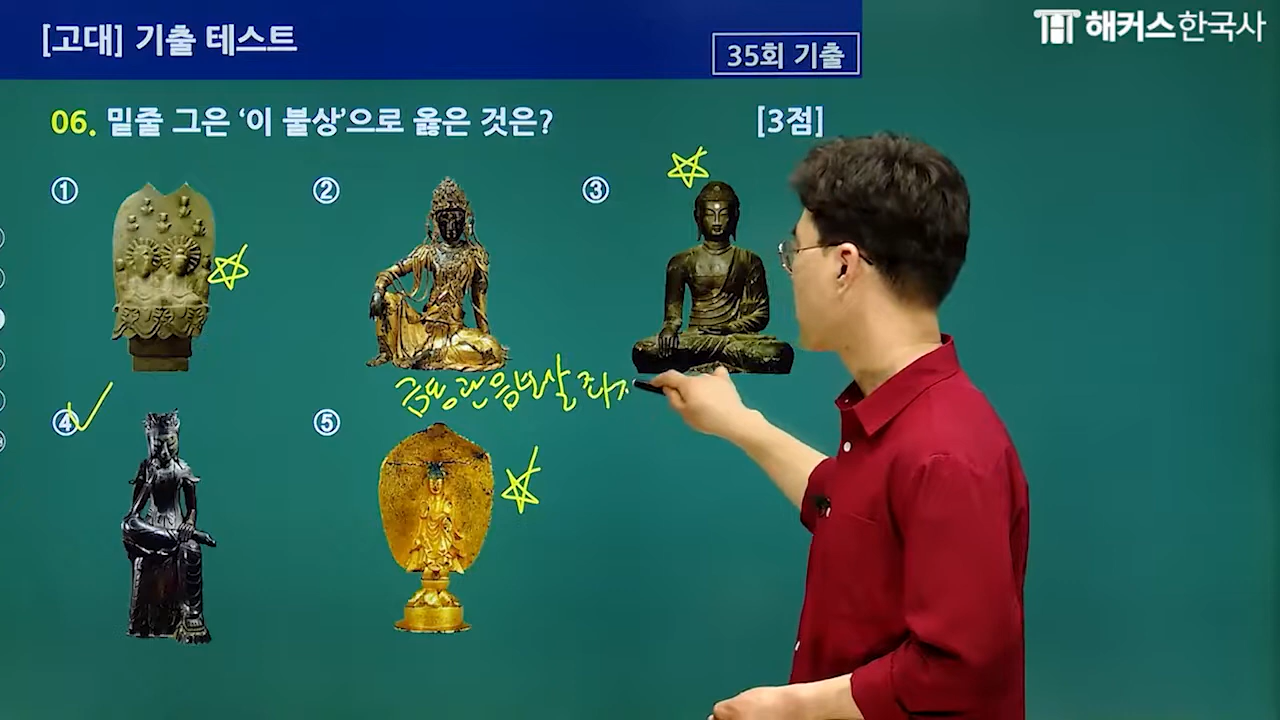 [고대] 기출 테스트
해커스한국사
35회 기출
06. 밑줄 그은 ‘이 불상’으로 옳은 것은? [3점]
①
②
③
금동관음보살좌
④
⑤